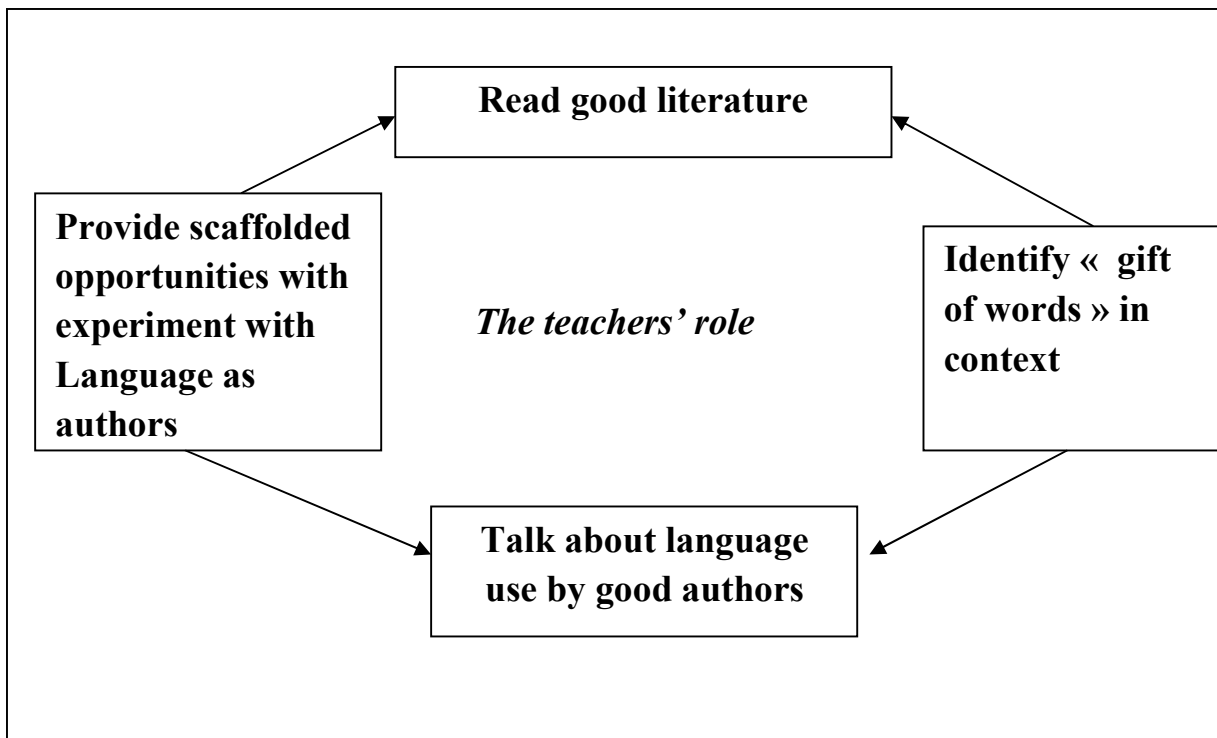 Read good literature
Provide scaffolded
opportunities with
experiment with
Language as
authors
The teachers’ role
Identify «  gift
of words » in
context
Talk about language
use by good authors